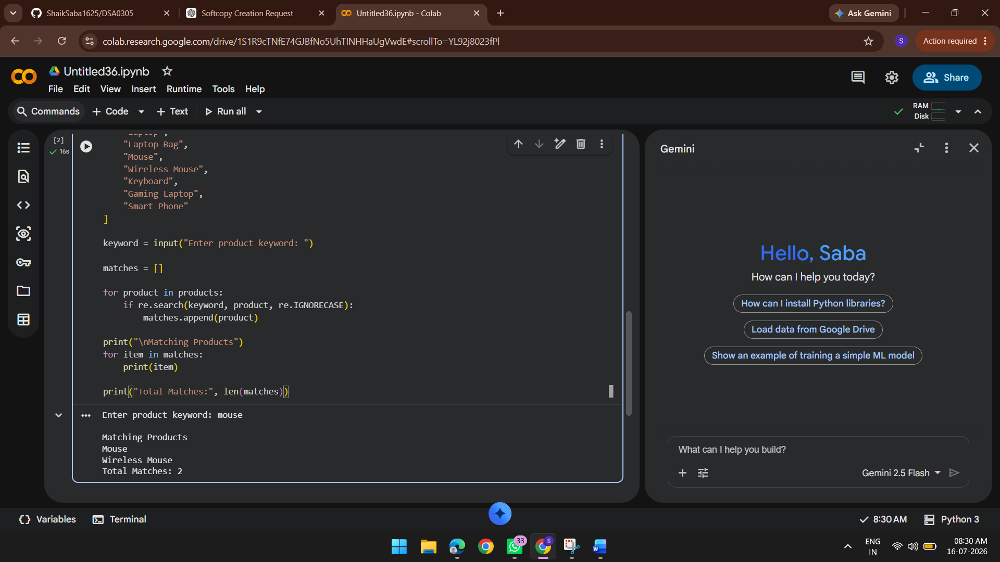 ShaikSaba1625/DSA0305
Softcopy Creation Request
Untitled36.ipynb - Colab
Ask Gemini
colab.research.google.com/drive/1S1R9cTNfE74GJBfNo5UhTlNHHaUgVwdE#scrollTo=YL92j8023fPl
S
Action required
CO
Untitled36.ipynb
Share
File Edit View Insert Runtime Tools Help
Commands + Code + Text Run all
RAM
Disk
[2]
16s
"Laptop",
"Laptop Bag",
"Mouse",
"Wireless Mouse",
"Keyboard",
"Gaming Laptop",
"Smart Phone"
]
keyword = input("Enter product keyword: ")
matches = []
for product in products:
if re.search(keyword, product, re.IGNORECASE):
matches.append(product)
print("\nMatching Products")
for item in matches:
print(item)
print("Total Matches:", len(matches))
Enter product keyword: mouse
Matching Products
Mouse
Wireless Mouse
Total Matches: 2
Gemini
Hello, Saba
How can I help you today?
How can I install Python libraries?
Load data from Google Drive
Show an example of training a simple ML model
What can I help you build?
Gemini 2.5 Flash
{} Variables
Terminal
8:30 AM
Python 3
33
S
W
ENG
IN
08:30 AM
16-07-2026